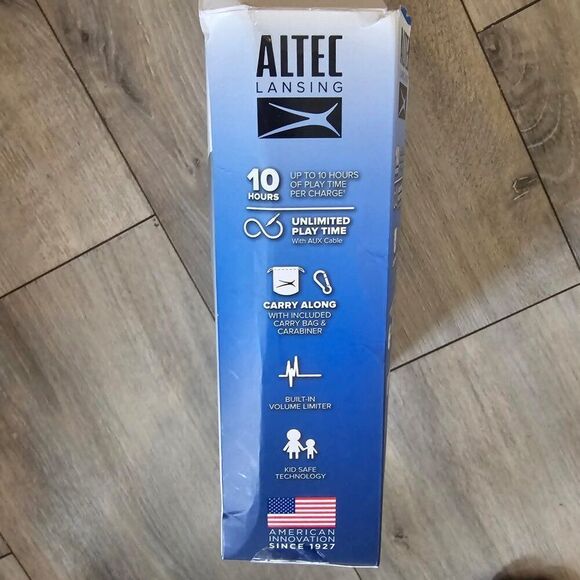 ALTEC
LANSING
10
HOURS
UP TO 10 HOURS
OF PLAY TIME
PER CHARGE¹
UNLIMITED
PLAY TIME
With AUX Cable
CARRY ALONG
WITH INCLUDED
CARRY BAG &
CARABINER
BUILT-IN
VOLUME LIMITER
KID SAFE
TECHNOLOGY
AMERICAN
INNOVATION
SINCE 1927